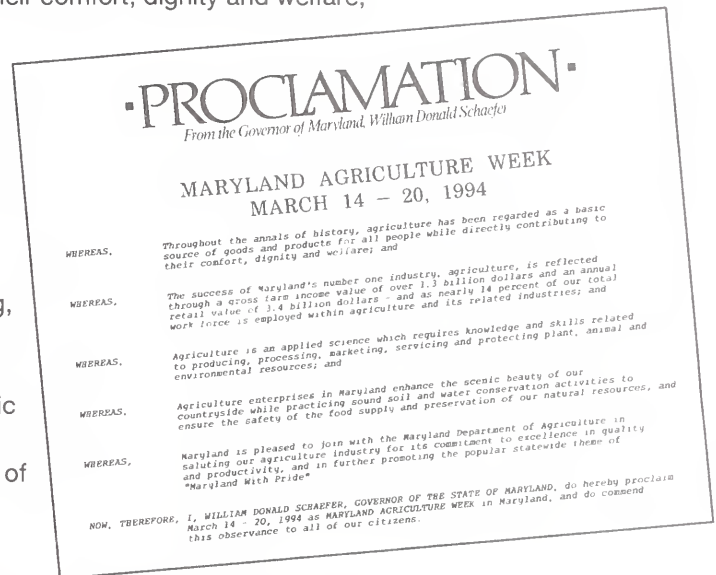 their comfort, dignity and welfare,
g,
ic
of
·PROCLAMATION·
From the Governor of Maryland, William Donald Schaefer
MARYLAND AGRICULTURE WEEK
MARCH 14 – 20, 1994
WHEREAS, Throughout the annals of history, agriculture has been regarded as a basic
source of goods and products for all people while directly contributing to
their comfort, dignity and welfare; and
WHEREAS, The success of Maryland's number one industry, agriculture, is reflected
through a gross farm income value of over 1.3 billion dollars and an annual
retail value of 3.4 billion dollars - and as nearly 14 percent of our total
work force is employed within agriculture and its related industries; and
WHEREAS, Agriculture is an applied science which requires knowledge and skills related
to producing, processing, marketing, servicing and protecting plant, animal and
environmental resources; and
WHEREAS, Agriculture enterprises in Maryland enhance the scenic beauty of our
countryside while practicing sound soil and water conservation activities to
ensure the safety of the food supply and preservation of our natural resources, and
WHEREAS, Maryland is pleased to join with the Maryland Department of Agriculture in
saluting our agriculture industry for its commitment to excellence in quality
and productivity, and in further promoting the popular statewide theme of
"Maryland With Pride"
NOW, THEREFORE, I, WILLIAM DONALD SCHAEFER, GOVERNOR OF THE STATE OF MARYLAND, do hereby proclaim
March 14 - 20, 1994 as MARYLAND AGRICULTURE WEEK in Maryland, and do commend
this observance to all of our citizens.